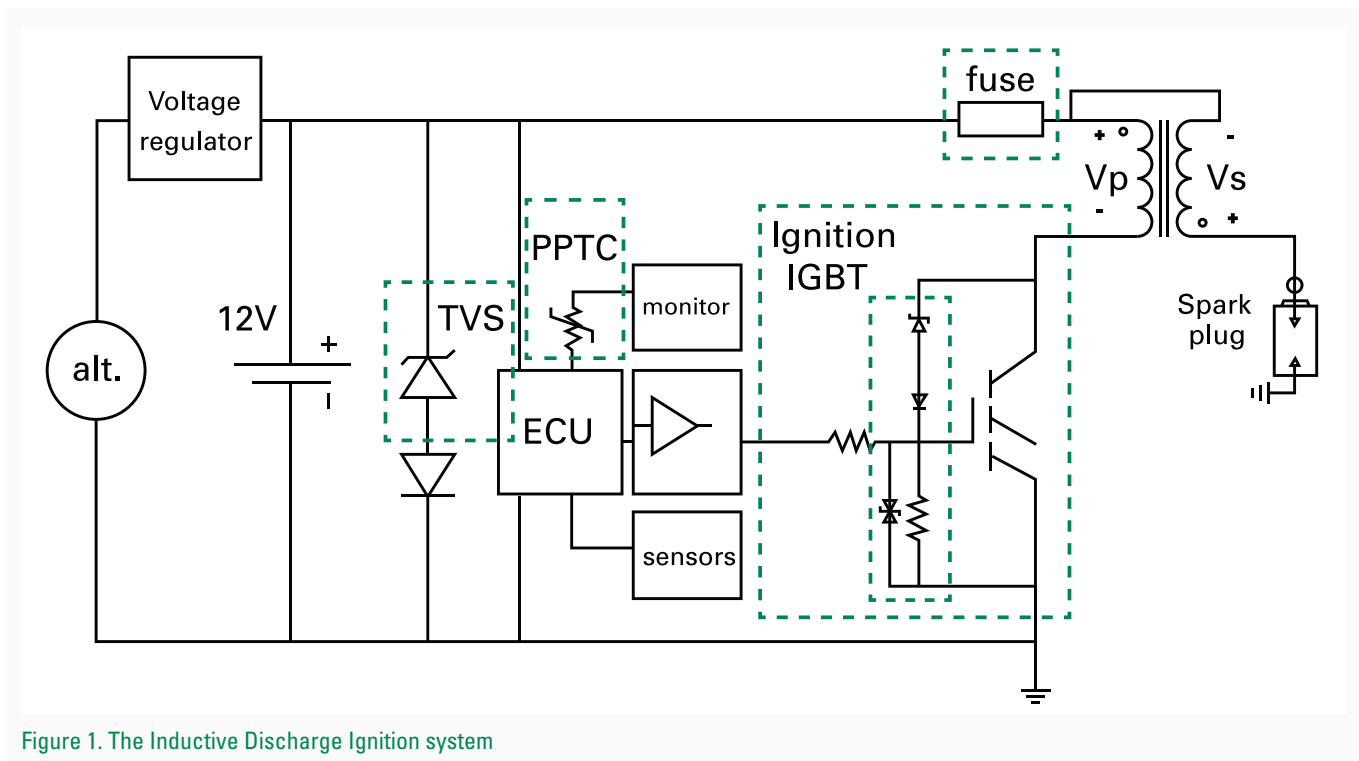 Voltage
regulator
fuse
+
-
Vp
Vs
-
+
PPTC
Ignition
IGBT
monitor
12V
+
-
TVS
Spark
plug
alt.
ECU
sensors
Figure 1. The Inductive Discharge Ignition system